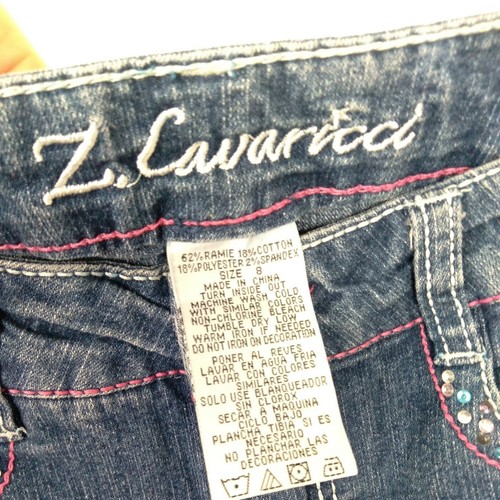 Z. Cavaricci
62% RAMIE 18% COTTON
18% POLYESTER 2% SPANDEX
SIZE 8
MADE IN CHINA
TURN INSIDE OUT
MACHINE WASH COLD
WITH SIMILAR COLORS
NON-CHLORINE BLEACH
TUMBLE DRY LOW
WARM IRON IF NEEDED
DO NOT IRON ON DECORATION
PONER AL REVES
LAVAR EN AGUA FRIA
LAVAR CON COLORES
SIMILARES
SOLO USE BLANQUEADOR
SIN CLOROX
SECAR A MAQUINA
CICLO BAJO
PLANCHA TIBIA SI ES
NECESARIO
NO PLANCHAR LAS
DECORACIONES